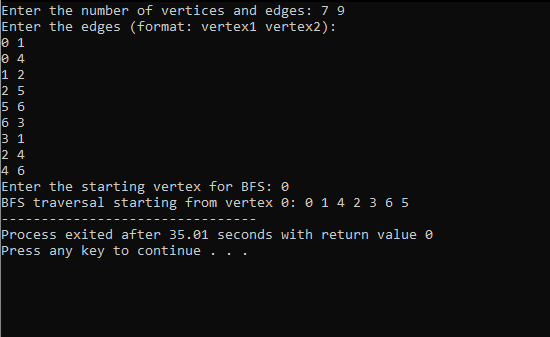 Enter the number of vertices and edges: 7 9
Enter the edges (format: vertex1 vertex2):
0 1
0 4
1 2
2 5
5 6
6 3
3 1
2 4
4 6
Enter the starting vertex for BFS: 0
BFS traversal starting from vertex 0: 0 1 4 2 3 6 5
--------------------------------
Process exited after 35.01 seconds with return value 0
Press any key to continue . . .